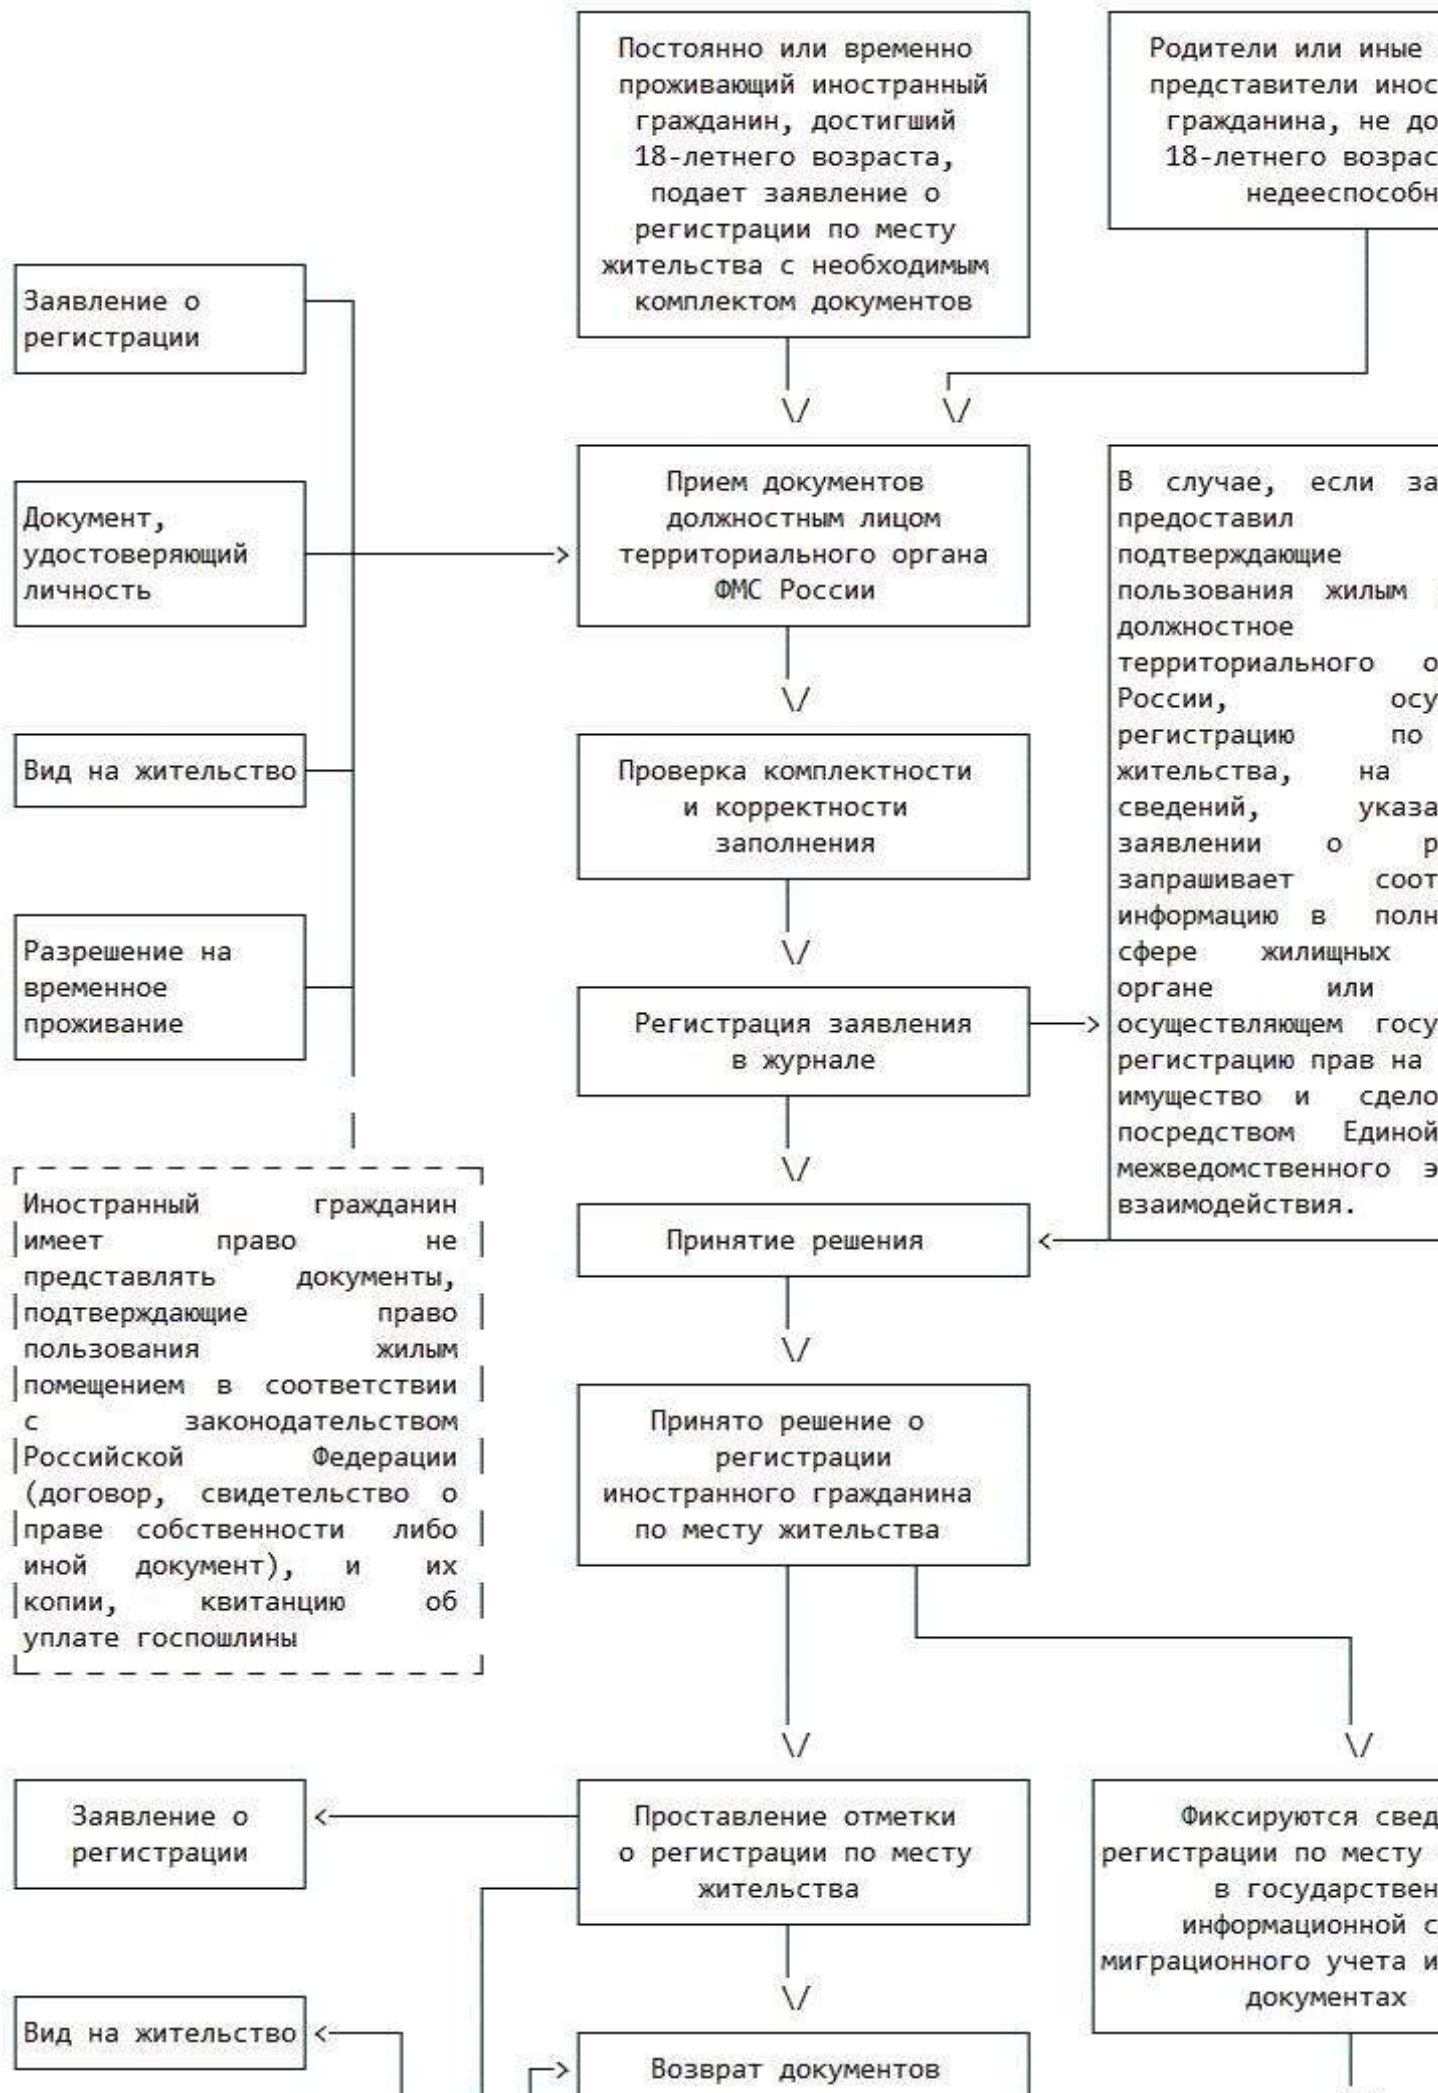 Постоянно или временно
проживающий иностранный
гражданин, достигший
18-летнего возраста,
подает заявление о
регистрации по месту
жительства с необходимым
комплектом документов
Родители или иные
представители инос
гражданина, не до
18-летнего возрас
недееспособн
Заявление о
регистрации
Документ,
удостоверяющий
личность
Вид на жительство
Разрешение на
временное
проживание
Прием документов
должностным лицом
территориального органа
ФМС России
Проверка комплектности
и корректности
заполнения
Регистрация заявления
в журнале
Принятие решения
В случае, если за
предоставил
подтверждающие
пользования жилым
должностное
территориального о
России, осу
регистрацию по
жительства, на
сведений, указа
заявлении о р
запрашивает соот
информацию в полн
сфере жилищных
органе или
осуществляющем госу
регистрацию прав на
имущество и сдело
посредством Единой
межведомственного э
взаимодействия.
Иностранный гражданин
имеет право не
представлять документы,
подтверждающие право
пользования жилым
помещением в соответствии
с законодательством
Российской Федерации
(договор, свидетельство о
праве собственности либо
иной документ), и их
копии, квитанцию об
уплате госпошлины
Принято решение о
регистрации
иностранного гражданина
по месту жительства
Заявление о
регистрации
Проставление отметки
о регистрации по месту
жительства
Фиксируются свед
регистрации по месту
в государствен
информационной с
миграционного учета и
документах
Вид на жительство
Возврат документов